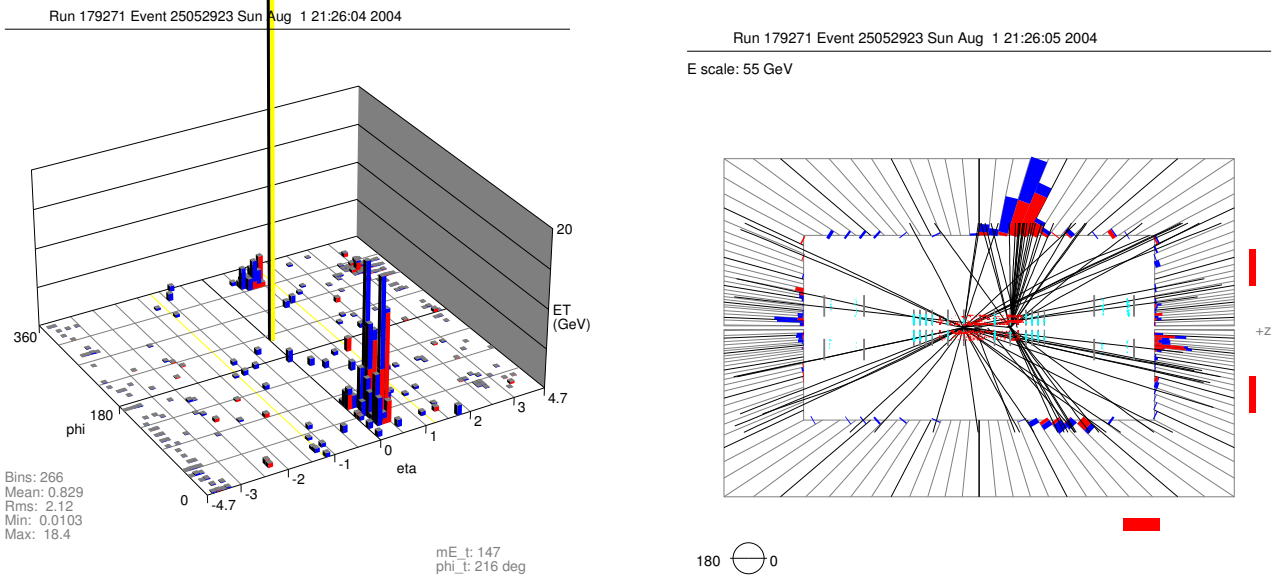 Run 179271 Event 25052923 Sun Aug 1 21:26:04 2004
20
ET
(GeV)
360
180
phi
0
-4.7
-3
-2
-1
0
eta
1
2
3
4.7
Bins: 266
Mean: 0.829
Rms: 2.12
Min: 0.0103
Max: 18.4
mE_t: 147
phi_t: 216 deg
Run 179271 Event 25052923 Sun Aug 1 21:26:05 2004
E scale: 55 GeV
+Z
180
0